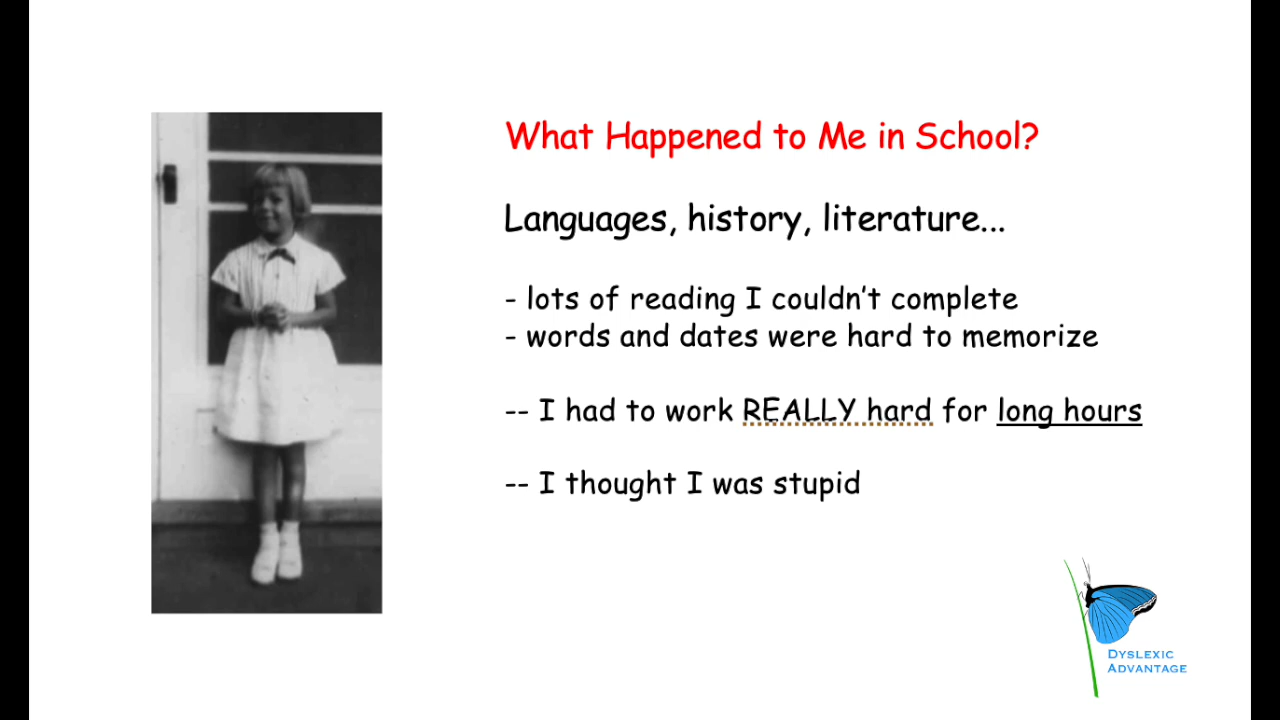 What Happened to Me in School?
Languages, history, literature...
- lots of reading I couldn't complete
- words and dates were hard to memorize
-- I had to work REALLY hard for long hours
-- I thought I was stupid
DYSLEXIC
ADVANTAGE